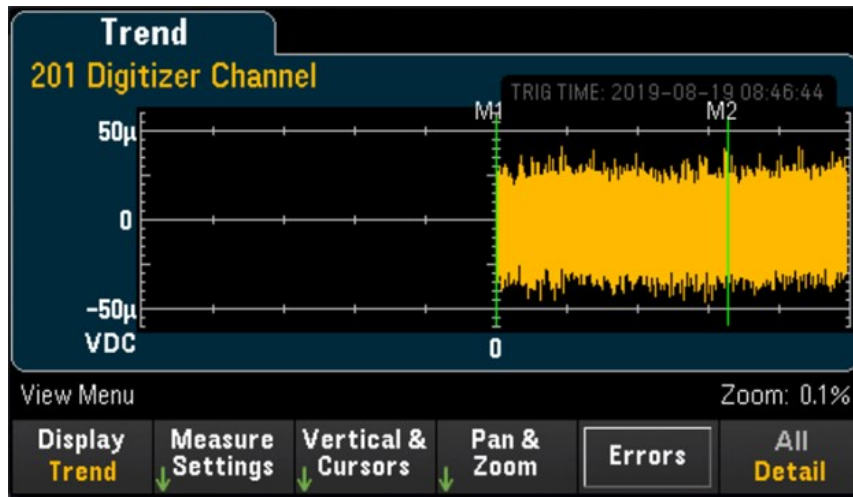 Trend
201 Digitizer Channel
TRIG TIME: 2019-08-19 08:46:44
M1
M2
50µ
0
-50µ
VDC
0
View Menu
Zoom: 0.1%
Display
Trend
Measure
Settings
Vertical &
Cursors
Pan &
Zoom
Errors
All
Detail